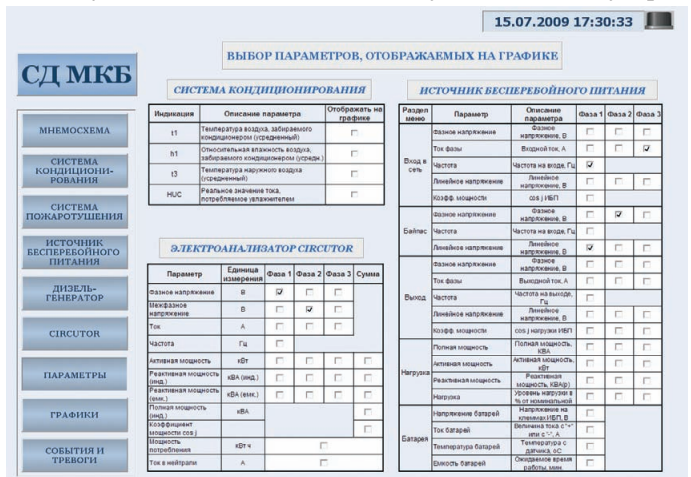 15.07.2009 17:30:33
СД МКБ
ВЫБОР ПАРАМЕТРОВ, ОТОБРАЖАЕМЫХ НА ГРАФИКЕ
МНЕМОСХЕМА
СИСТЕМА
КОНДИЦИОНИ-
РОВАНИЯ
СИСТЕМА
ПОЖАРОТУШЕНИЯ
ИСТОЧНИК
БЕСПЕРЕБОЙНОГО
ПИТАНИЯ
ДИЗЕЛЬ-
ГЕНЕРАТОР
CIRCUTOR
ПАРАМЕТРЫ
ГРАФИКИ
СОБЫТИЯ И
ТРЕВОГИ
СИСТЕМА КОНДИЦИОНИРОВАНИЯ
Индикация Описание параметра Отображать на
графике
t1 Температура воздуха, забираемого
кондиционером (усредненный)
h1 Относительная влажность воздуха,
забираемого кондиционером (усредн.)
t3 Температура наружного воздуха
(усредненный)
HUC Реальное значение тока,
потребляемое увлажнителем
ЭЛЕКТРОАНАЛИЗАТОР CIRCUTOR
Параметр Единица
измерения Фаза 1 Фаза 2 Фаза 3 Сумма
Фазное напряжение В
Межфазное
напряжение В
Ток А
Частота Гц
Активная мощность кВт
Реактивная мощность
(инд.) кВА (инд.)
Реактивная мощность
(емк.) кВА (емк.)
Полная мощность
(инд.) кВА
Коэффициент
мощности cos j
Мощность
потребления кВт ч
Ток в нейтрали А
ИСТОЧНИК БЕСПЕРЕБОЙНОГО ПИТАНИЯ
Раздел
меню Параметр Описание
параметра Фаза 1 Фаза 2 Фаза 3
Вход в
сеть
Фазное напряжение Фазное
напряжение, В
Ток фазы Входной ток, А
Частота Частота на входе, Гц
Линейное напряжение Линейное
напряжение, В
Коэфф. мощности cos j ИБП
Байпас
Фазное напряжение Фазное
напряжение, В
Частота Частота на входе, Гц
Линейное напряжение Линейное
напряжение, В
Выход
Фазное напряжение Фазное
напряжение, В
Ток фазы Выходной ток, А
Частота Частота на выходе,
Гц
Линейное напряжение Линейное
напряжение, В
Коэфф. мощности cos j нагрузки ИБП
Нагрузка
Полная мощность Полная мощность,
КВА
Активная мощность Активная мощность,
кВт
Реактивная мощность Реактивная
мощность, КВА(р)
Нагрузка Уровень нагрузки в
% от номинальной
Батарея
Напряжение батарей Напряжение на
клеммах ИБП, В
Ток батарей Величина тока с "+"
или с "-", А
Температура батарей Температура с
датчика, оС
Емкость батарей Ожидаемое время
работы, мин.